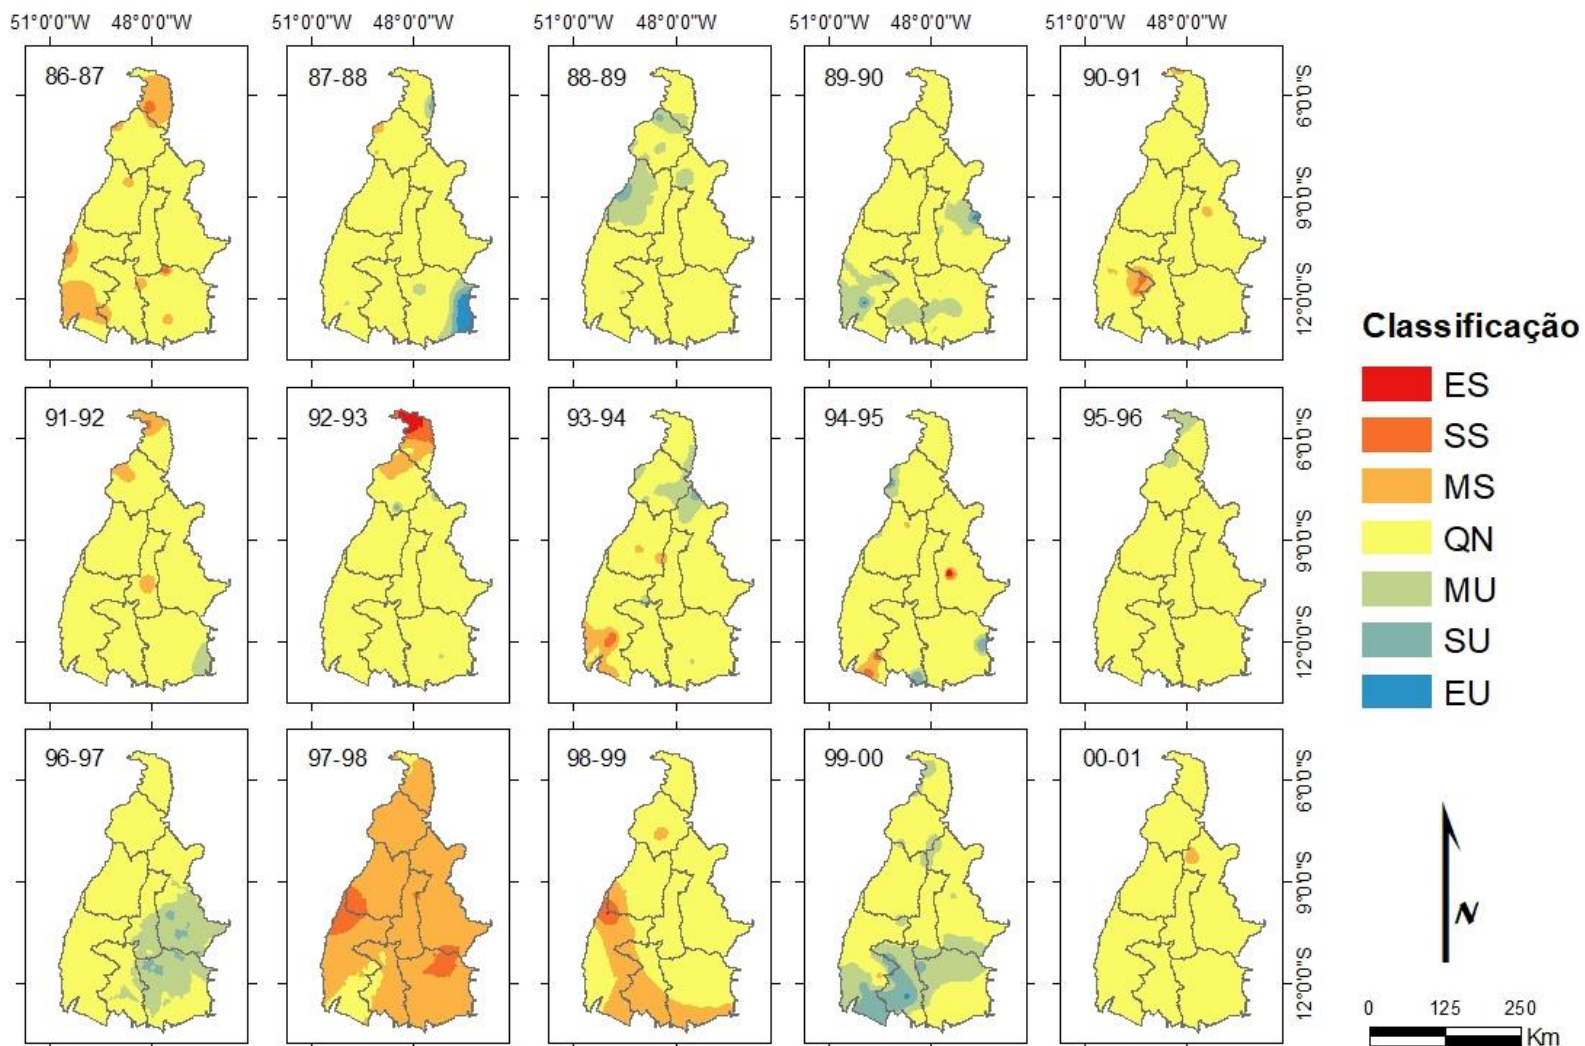 51°0'0"W 48°0'0"W 51°0'0"W 48°0'0"W 51°0'0"W 48°0'0"W 51°0'0"W 48°0'0"W 51°0'0"W 48°0'0"W
86-87 87-88 88-89 89-90 90-91
6°0'0"S
9°0'0"S
12°0'0"S
91-92 92-93 93-94 94-95 95-96
6°0'0"S
9°0'0"S
12°0'0"S
96-97 97-98 98-99 99-00 00-01
6°0'0"S
9°0'0"S
12°0'0"S
Classificação
ES
SS
MS
QN
MU
SU
EU
N
0 125 250
Km